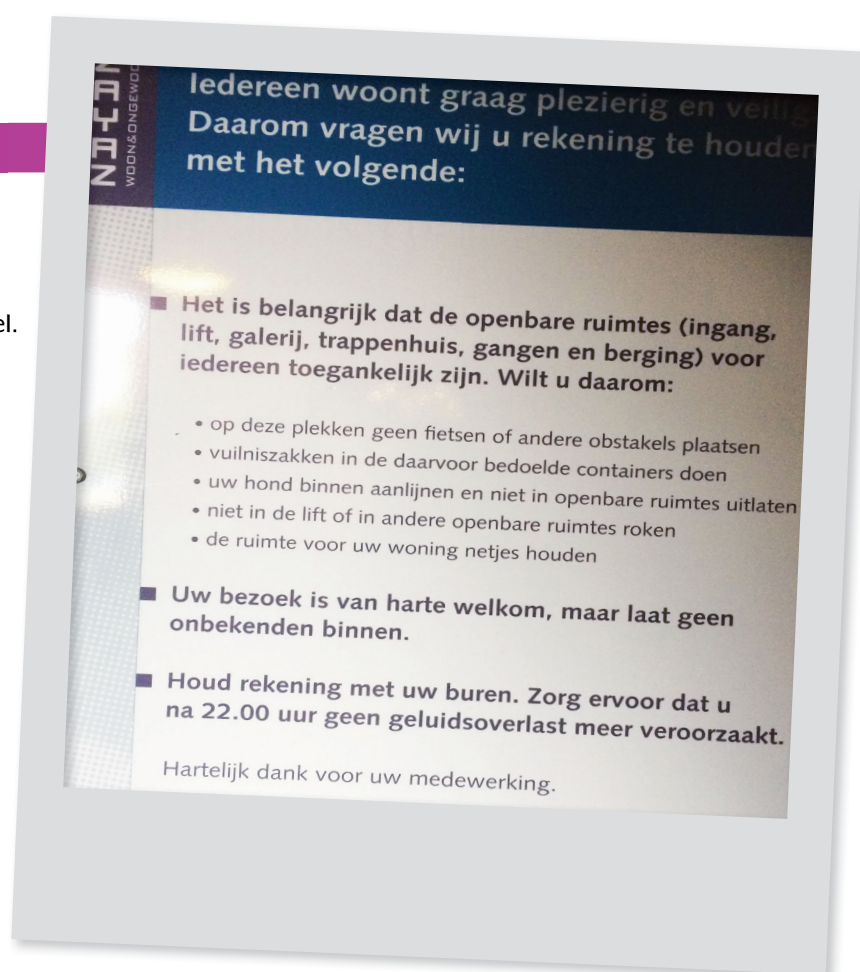 ZAYAZ
WOON&ONGEWOO
Iedereen woont graag plezierig en veilig
Daarom vragen wij u rekening te houden
met het volgende:
el.
■ Het is belangrijk dat de openbare ruimtes (ingang,
lift, galerij, trappenhuis, gangen en berging) voor
iedereen toegankelijk zijn. Wilt u daarom:
• op deze plekken geen fietsen of andere obstakels plaatsen
• vuilniszakken in de daarvoor bedoelde containers doen
• uw hond binnen aanlijnen en niet in openbare ruimtes uitlaten
• niet in de lift of in andere openbare ruimtes roken
• de ruimte voor uw woning netjes houden
■ Uw bezoek is van harte welkom, maar laat geen
onbekenden binnen.
■ Houd rekening met uw buren. Zorg ervoor dat u
na 22.00 uur geen geluidsoverlast meer veroorzaakt.
Hartelijk dank voor uw medewerking.